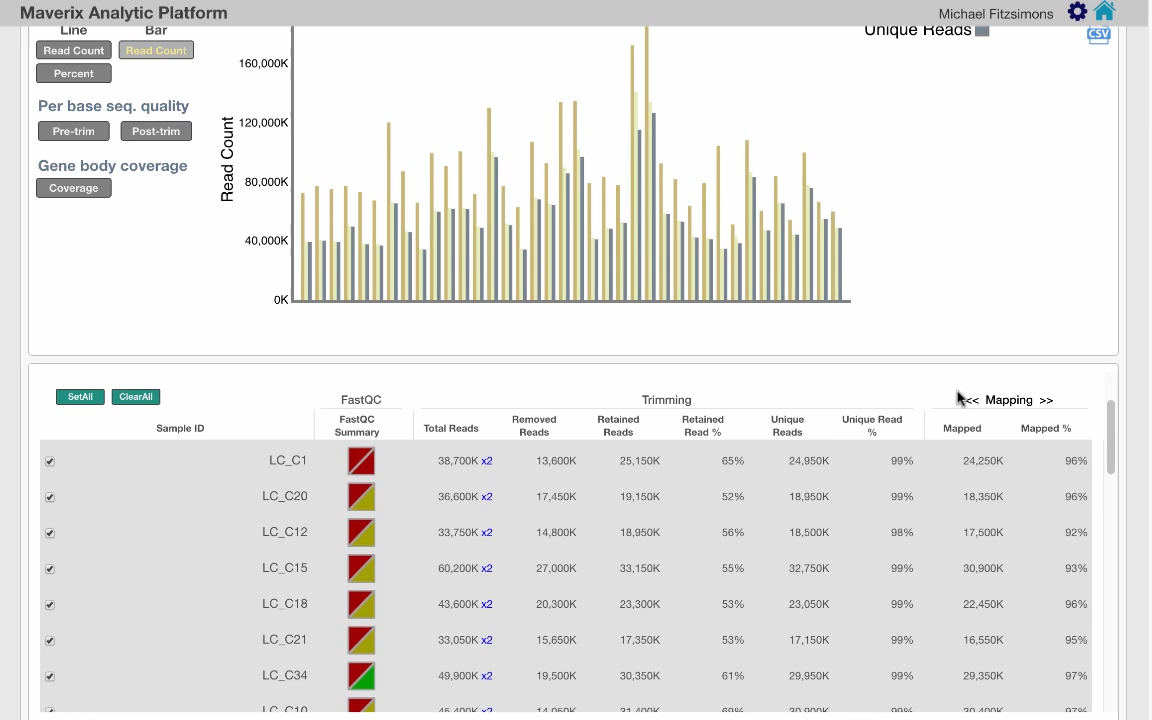 Maverix Analytic Platform
Michael Fitzsimons
Line Bar
Read Count Read Count
Percent
Per base seq. quality
Pre-trim Post-trim
Gene body coverage
Coverage
Unique Reads
CSV
Read Count
160,000K
120,000K
80,000K
40,000K
0K
SetAll ClearAll
FastQC Trimming << Mapping >>
Sample ID FastQC Summary Total Reads Removed Reads Retained Reads Retained Read % Unique Reads Unique Read % Mapped Mapped %
LC_C1 38,700K x2 13,600K 25,150K 65% 24,950K 99% 24,250K 96%
LC_C20 36,600K x2 17,450K 19,150K 52% 18,950K 99% 18,350K 96%
LC_C12 33,750K x2 14,800K 18,950K 56% 18,500K 98% 17,500K 92%
LC_C15 60,200K x2 27,000K 33,150K 55% 32,750K 99% 30,900K 93%
LC_C18 43,600K x2 20,300K 23,300K 53% 23,050K 99% 22,450K 96%
LC_C21 33,050K x2 15,650K 17,350K 53% 17,150K 99% 16,550K 95%
LC_C34 49,900K x2 19,500K 30,350K 61% 29,950K 99% 29,350K 97%
LC_C10